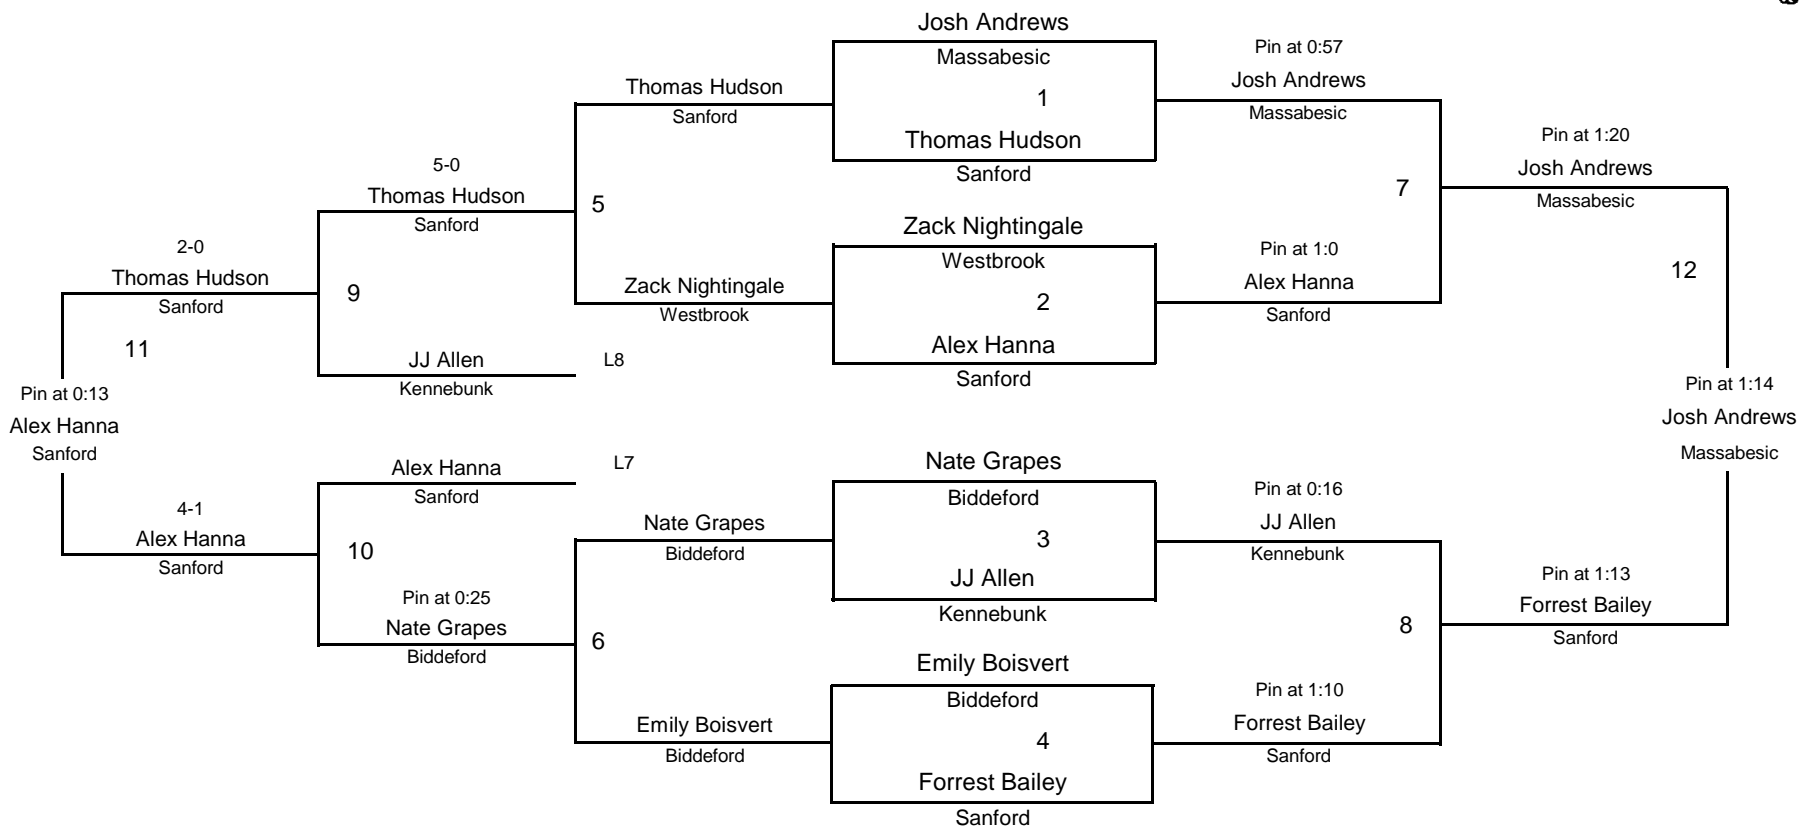 Josh Andrews
Massabesic
1
Thomas Hudson
Sanford
Zack Nightingale
Westbrook
2
Alex Hanna
Sanford
Nate Grapes
Biddeford
3
JJ Allen
Kennebunk
Emily Boisvert
Biddeford
4
Forrest Bailey
Sanford
Thomas Hudson
Sanford
5
Zack Nightingale
Westbrook
Nate Grapes
Biddeford
6
Emily Boisvert
Biddeford
5-0
Thomas Hudson
Sanford
9
JJ Allen
Kennebunk
L8
Alex Hanna
Sanford
L7
10
Pin at 0:25
Nate Grapes
Biddeford
2-0
Thomas Hudson
Sanford
11
4-1
Alex Hanna
Sanford
Pin at 0:13
Alex Hanna
Sanford
Pin at 0:57
Josh Andrews
Massabesic
7
Pin at 1:0
Alex Hanna
Sanford
Pin at 0:16
JJ Allen
Kennebunk
8
Pin at 1:10
Forrest Bailey
Sanford
Pin at 1:20
Josh Andrews
Massabesic
12
Pin at 1:13
Forrest Bailey
Sanford
Pin at 1:14
Josh Andrews
Massabesic